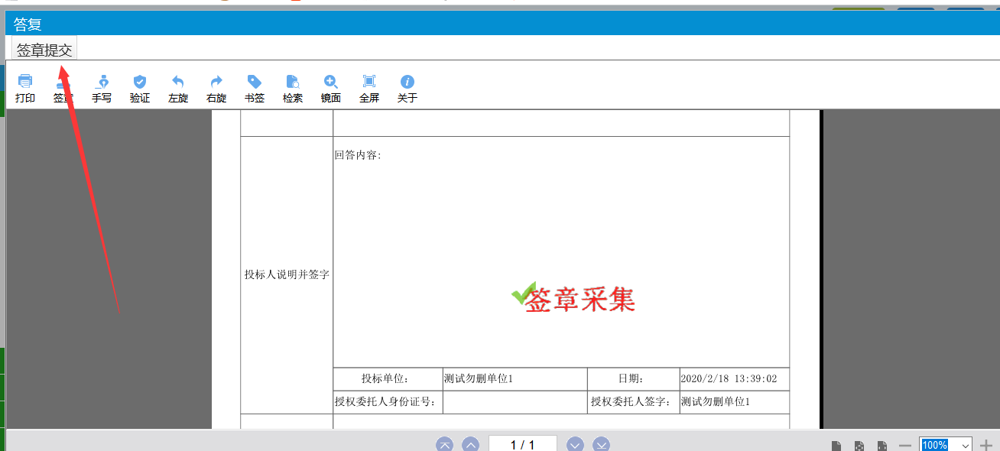 答复
签章提交
打印 签章 手写 验证 左旋 右旋 书签 检索 镜面 全屏 关于
回答内容:
投标人说明并签字
签章采集
投标单位: 测试勿删单位1 日期: 2020/2/18 13:39:02
授权委托人身份证号: 授权委托人签字: 测试勿删单位1
1 / 1
100%